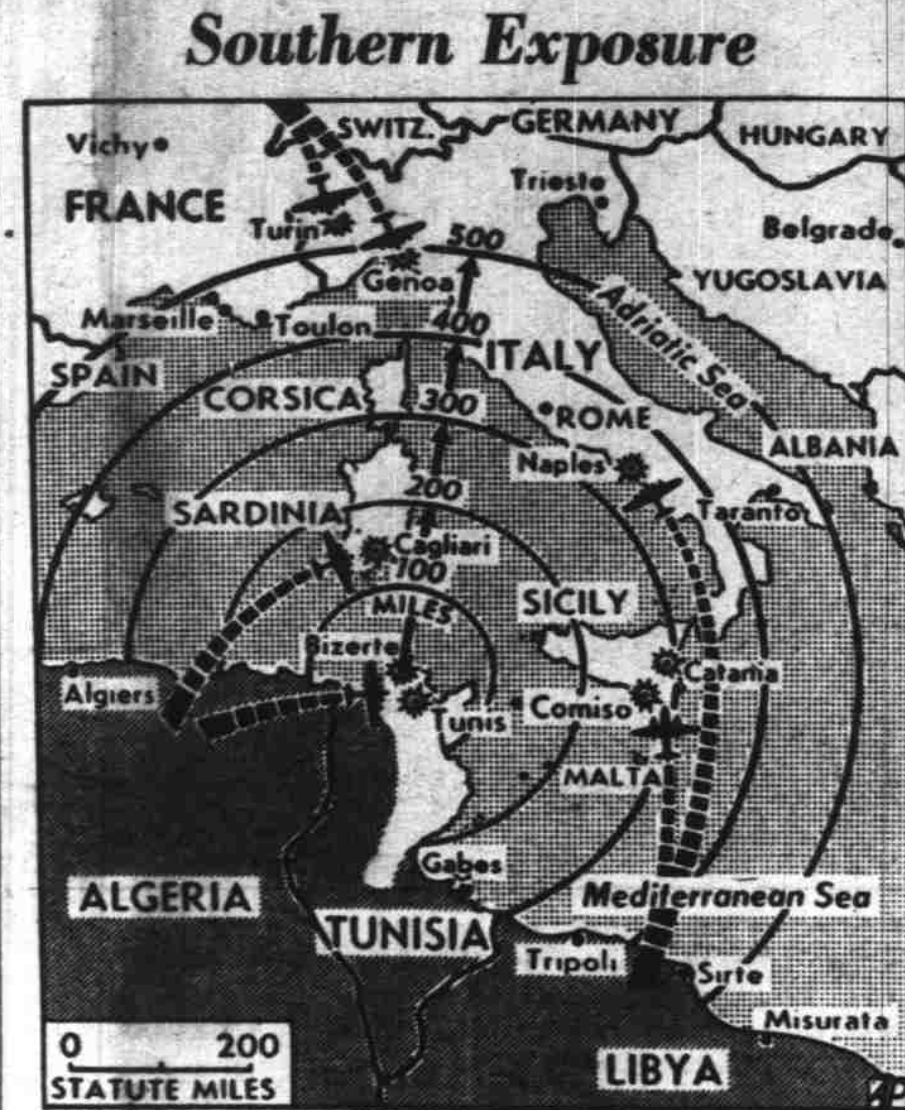 Southern Exposure
SWITZ.
GERMANY
HUNGARY
Vichy
FRANCE
Trieste
Turin
Belgrade
500
Genoa
YUGOSLAVIA
Marseille
Toulon
400
Adriatic Sea
ITALY
SPAIN
CORSICA
300
ROME
ALBANIA
Naples
200
SARDINIA
Taranto
Cagliari
100
MILES
SICILY
Bizerte
Catania
Algiers
Tunis
Comiso
MALTA
Gabes
ALGERIA
Mediterranean Sea
TUNISIA
Tripoli
Sirte
0 200
STATUTE MILES
Misurata
LIBYA
AP